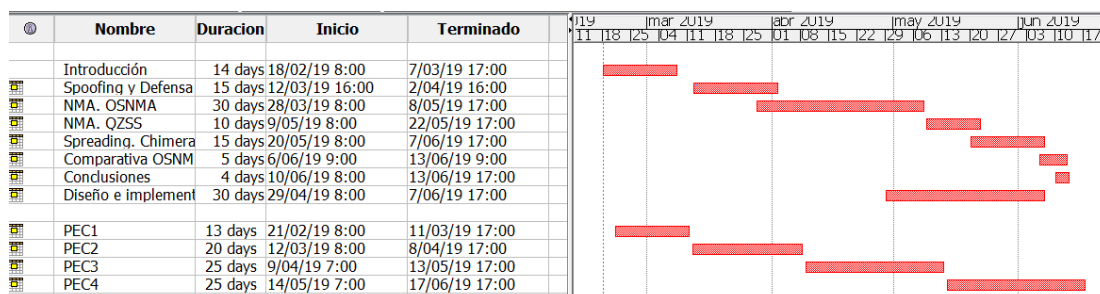 Nombre Duracion Inicio Terminado
019 mar 2019 abr 2019 may 2019 jun 2019
11 18 25 04 11 18 25 01 08 15 22 29 06 13 20 27 03 10 17
Introducción 14 days 18/02/19 8:00 7/03/19 17:00
Spoofing y Defensa 15 days 12/03/19 16:00 2/04/19 16:00
NMA. OSNMA 30 days 28/03/19 8:00 8/05/19 17:00
NMA. QZSS 10 days 9/05/19 8:00 22/05/19 17:00
Spreading. Chimera 15 days 20/05/19 8:00 7/06/19 17:00
Comparativa OSNM 5 days 6/06/19 9:00 13/06/19 9:00
Conclusiones 4 days 10/06/19 8:00 13/06/19 17:00
Diseño e implement 30 days 29/04/19 8:00 7/06/19 17:00
PEC1 13 days 21/02/19 8:00 11/03/19 17:00
PEC2 20 days 12/03/19 8:00 8/04/19 17:00
PEC3 25 days 9/04/19 7:00 13/05/19 17:00
PEC4 25 days 14/05/19 7:00 17/06/19 17:00